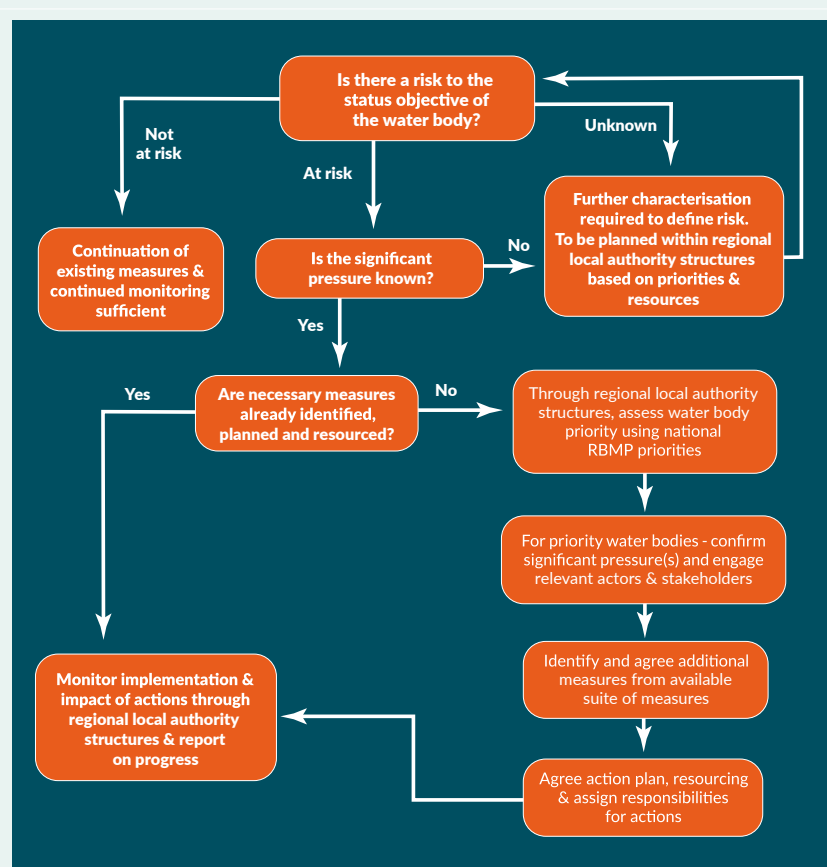 Is there a risk to the
status objective of
the water body?
Not
at risk
At risk
Unknown
Continuation of
existing measures &
continued monitoring
sufficient
Is the significant
pressure known?
No
Further characterisation
required to define risk.
To be planned within regional
local authority structures
based on priorities &
resources
Yes
Are necessary measures
already identified,
planned and resourced?
Yes
No
Through regional local authority
structures, assess water body
priority using national
RBMP priorities
For priority water bodies - confirm
significant pressure(s) and engage
relevant actors & stakeholders
Identify and agree additional
measures from available
suite of measures
Agree action plan, resourcing
& assign responsibilities
for actions
Monitor implementation &
impact of actions through
regional local authority
structures & report
on progress